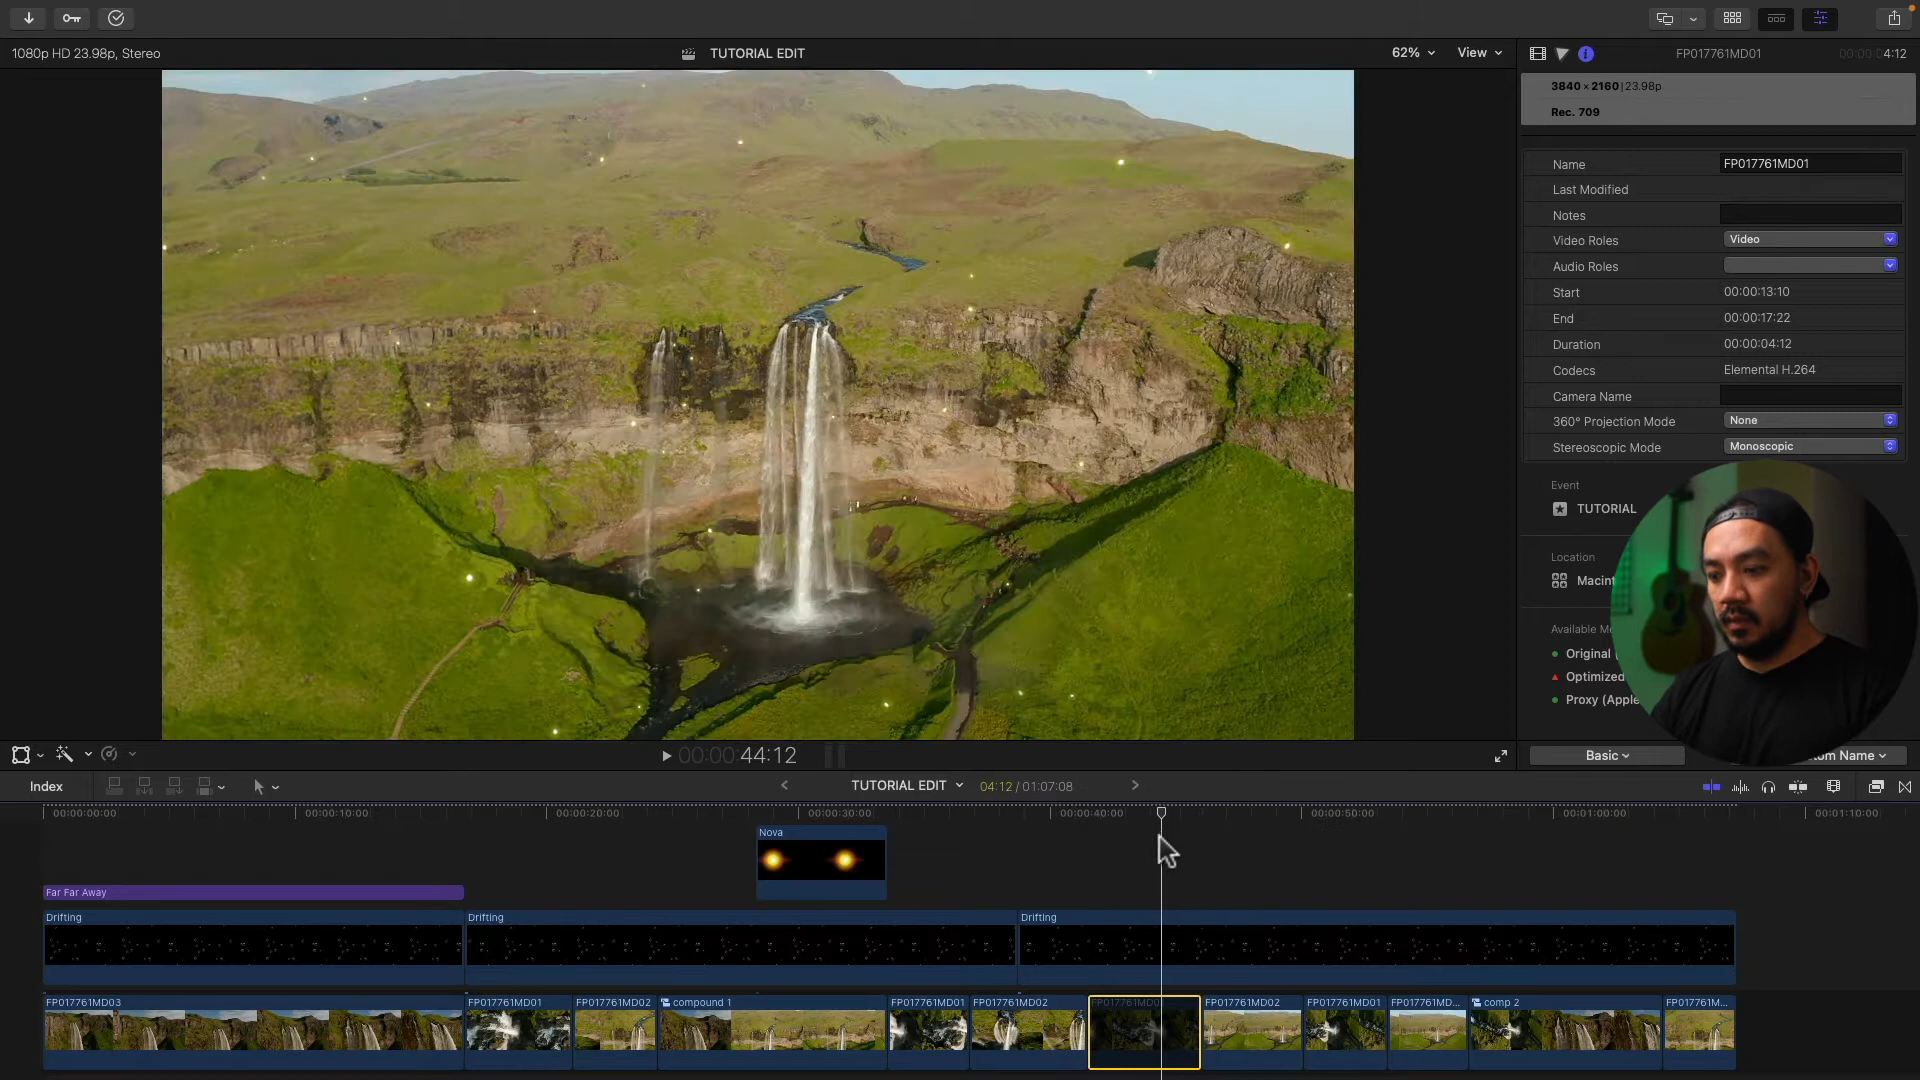 1080p HD 23.98p, Stereo
TUTORIAL EDIT
62%
View
FP017761MD01
00:00:04:12
3840 × 2160 | 23.98p
Rec. 709
Name
FP017761MD01
Last Modified
Notes
Video Roles
Video
Audio Roles
Start
00:00:13:10
End
00:00:17:22
Duration
00:00:04:12
Codecs
Elemental H.264
Camera Name
360° Projection Mode
None
Stereoscopic Mode
Monoscopic
Event
TUTORIAL
Location
Macint
Available Me
Original (
Optimized
Proxy (Apple
00:00:44:12
Basic
tom Name
Index
TUTORIAL EDIT
04:12 / 01:07:08
00:00:00:00
00:00:10:00
00:00:20:00
00:00:30:00
00:00:40:00
00:00:50:00
00:01:00:00
00:01:10:00
Nova
Far Far Away
Drifting
Drifting
Drifting
FP017761MD03
FP017761MD01
FP017761MD02
compound 1
FP017761MD01
FP017761MD02
FP017761MD0
FP017761MD02
FP017761MD01
FP017761MD...
comp 2
FP017761M...